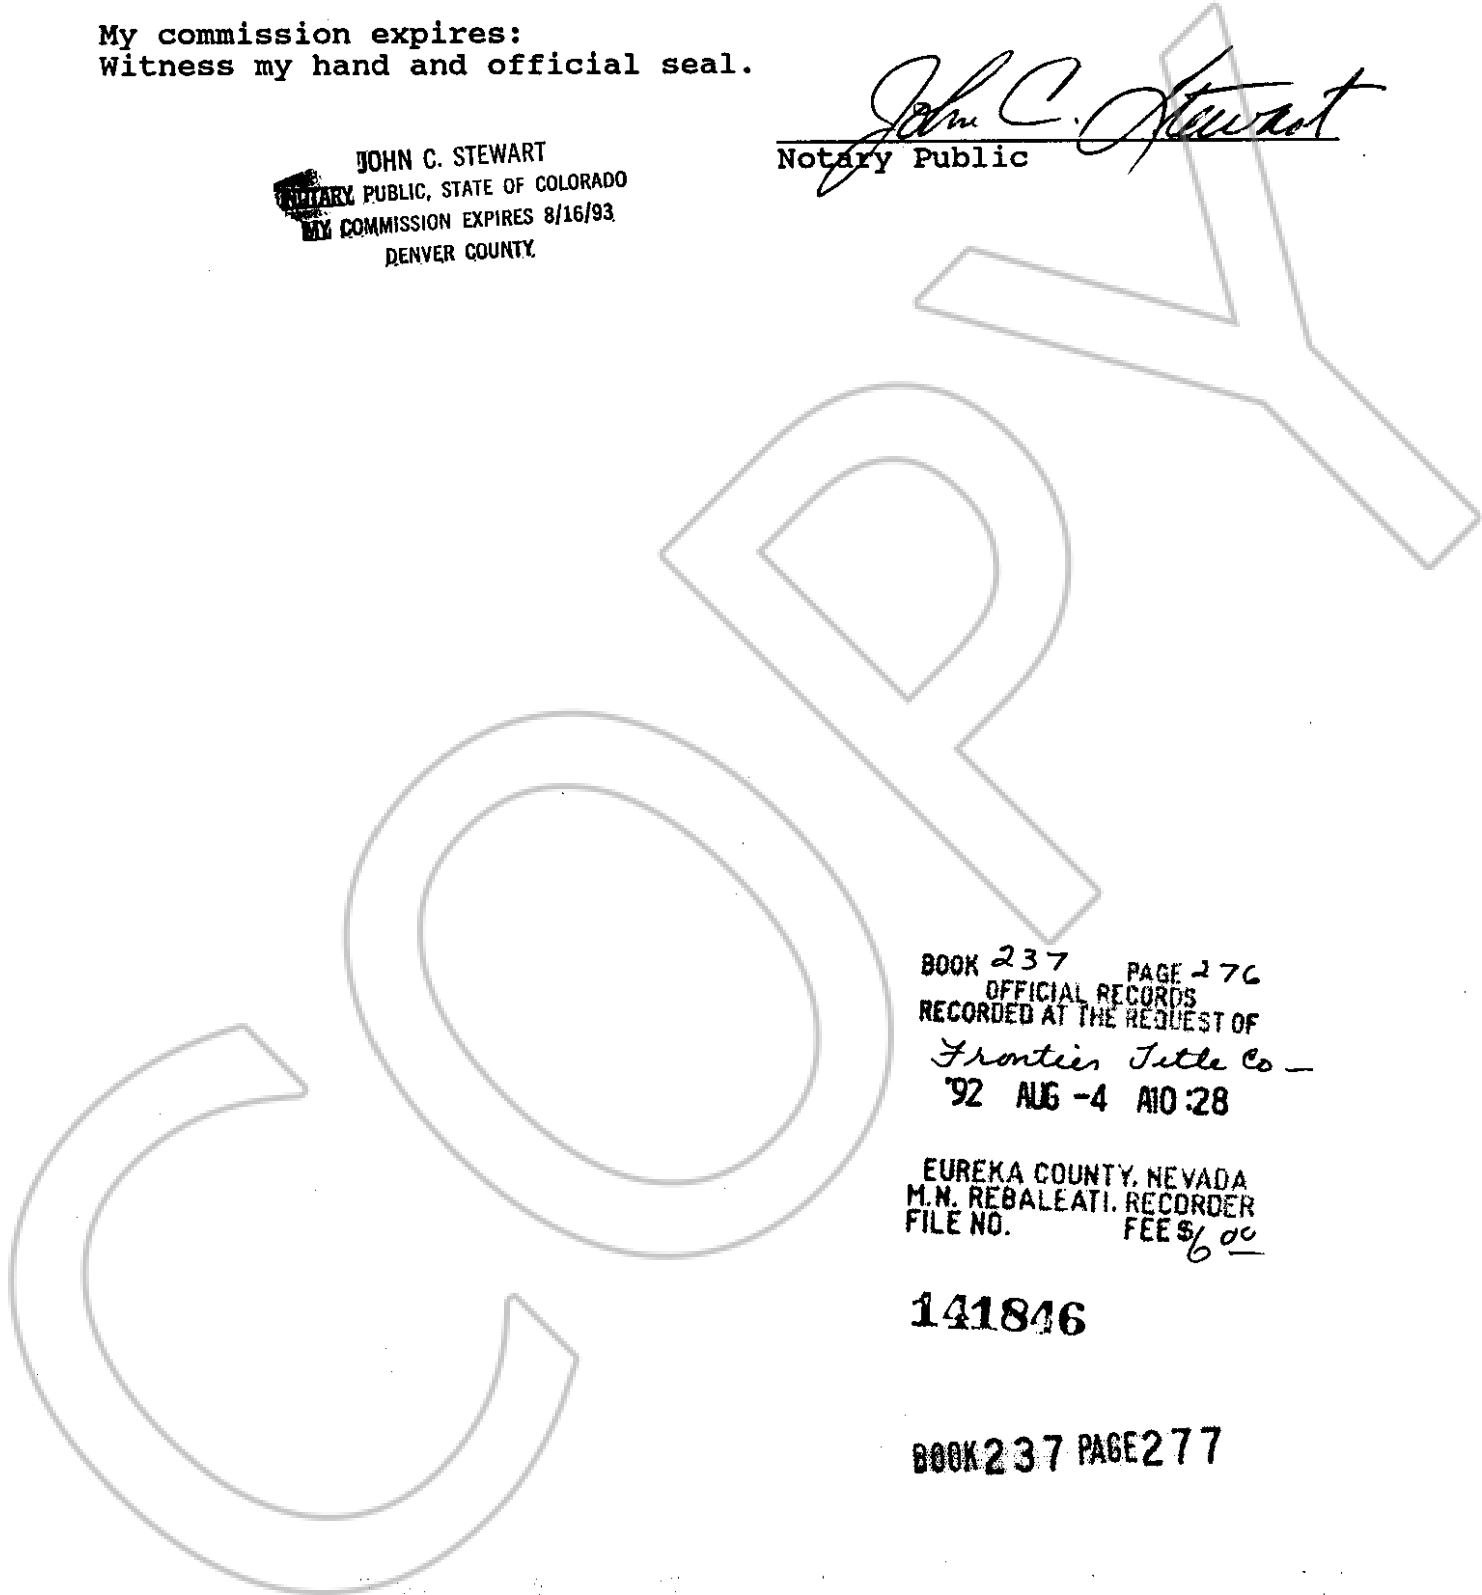 My commission expires:
Witness my hand and official seal.
John C. Stewart
Notary Public
JOHN C. STEWART
NOTARY PUBLIC, STATE OF COLORADO
MY COMMISSION EXPIRES 8/16/93
DENVER COUNTY.
COPY
BOOK 237 PAGE 276
OFFICIAL RECORDS
RECORDED AT THE REQUEST OF
Frontier Title Co —
'92 AUG -4 A10:28
EUREKA COUNTY, NEVADA
M.N. REBALEATI, RECORDER
FILE NO. FEE $6.00
141846
BOOK 237 PAGE 277